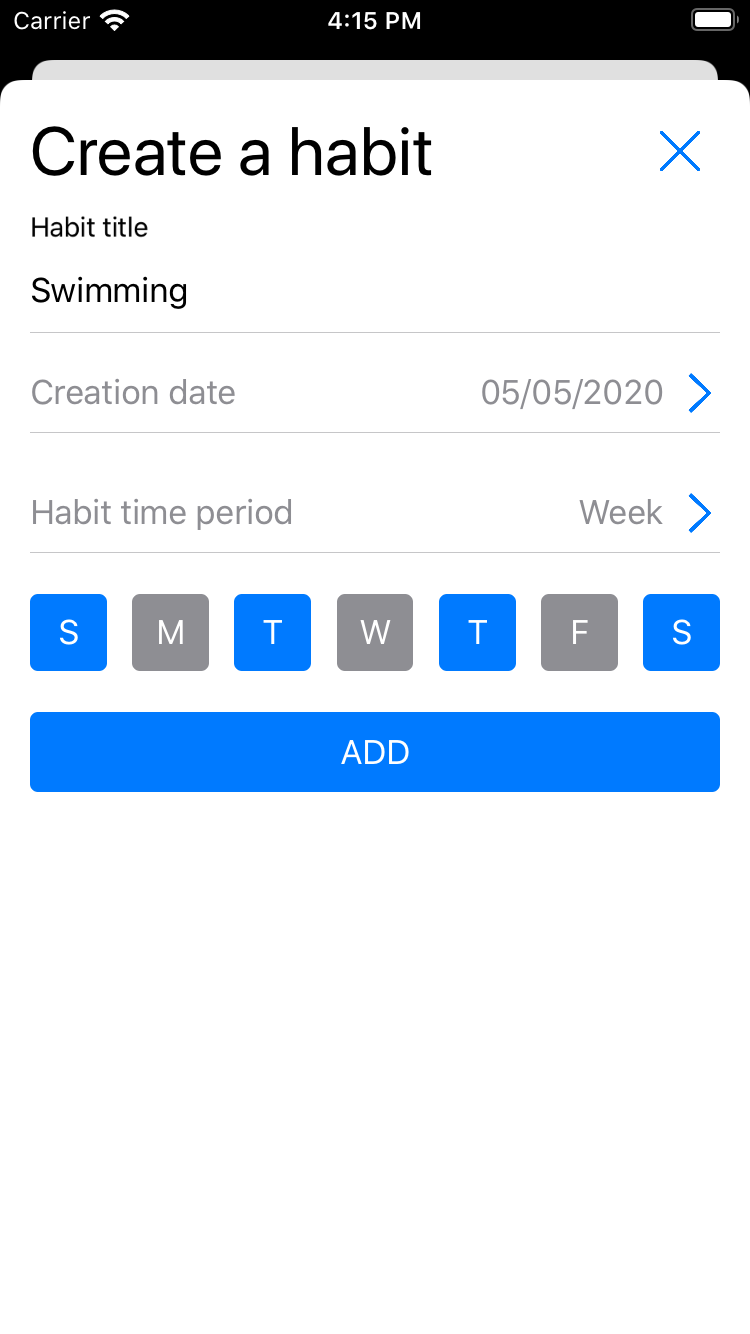 Carrier 4:15 PM
Create a habit
Habit title
Swimming
Creation date 05/05/2020
Habit time period Week
S M T W T F S
ADD